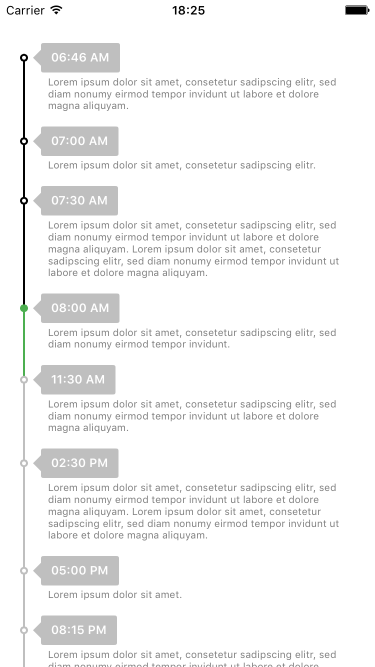 Carrier 18:25
06:46 AM
Lorem ipsum dolor sit amet, consetetur sadipscing elitr, sed
diam nonumy eirmod tempor invidunt ut labore et dolore
magna aliquyam.
07:00 AM
Lorem ipsum dolor sit amet, consetetur sadipscing elitr.
07:30 AM
Lorem ipsum dolor sit amet, consetetur sadipscing elitr, sed
diam nonumy eirmod tempor invidunt ut labore et dolore
magna aliquyam. Lorem ipsum dolor sit amet, consetetur
sadipscing elitr, sed diam nonumy eirmod tempor invidunt ut
labore et dolore magna aliquyam.
08:00 AM
Lorem ipsum dolor sit amet, consetetur sadipscing elitr, sed
diam nonumy eirmod tempor invidunt.
11:30 AM
Lorem ipsum dolor sit amet, consetetur sadipscing elitr, sed
diam nonumy eirmod tempor invidunt ut labore et dolore
magna aliquyam.
02:30 PM
Lorem ipsum dolor sit amet, consetetur sadipscing elitr, sed
diam nonumy eirmod tempor invidunt ut labore et dolore
magna aliquyam. Lorem ipsum dolor sit amet, consetetur
sadipscing elitr, sed diam nonumy eirmod tempor invidunt ut
labore et dolore magna aliquyam.
05:00 PM
Lorem ipsum dolor sit amet.
08:15 PM
Lorem ipsum dolor sit amet, consetetur sadipscing elitr, sed